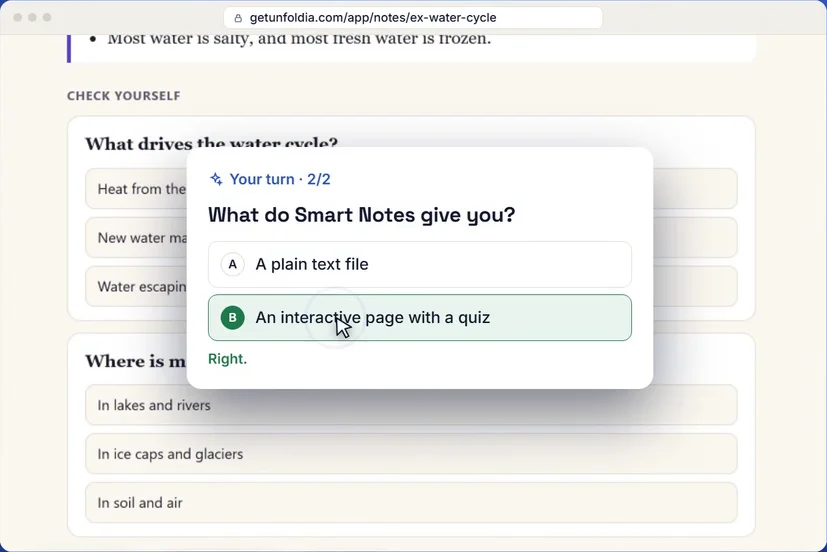 getunfoldia.com/app/notes/ex-water-cycle
• Most water is salty, and most fresh water is frozen.
CHECK YOURSELF
What drives the water cycle?
Heat from the
New water ma
Water escapin
Your turn · 2/2
What do Smart Notes give you?
A A plain text file
B An interactive page with a quiz
Right.
Where is m
In lakes and rivers
In ice caps and glaciers
In soil and air